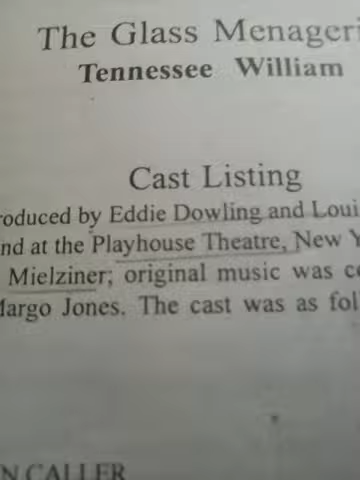 The Glass Menageri
Tennessee William
Cast Listing
roduced by Eddie Dowling and Loui
nd at the Playhouse Theatre, New Y
Mielziner; original music was co
Margo Jones. The cast was as fol
N CALLER